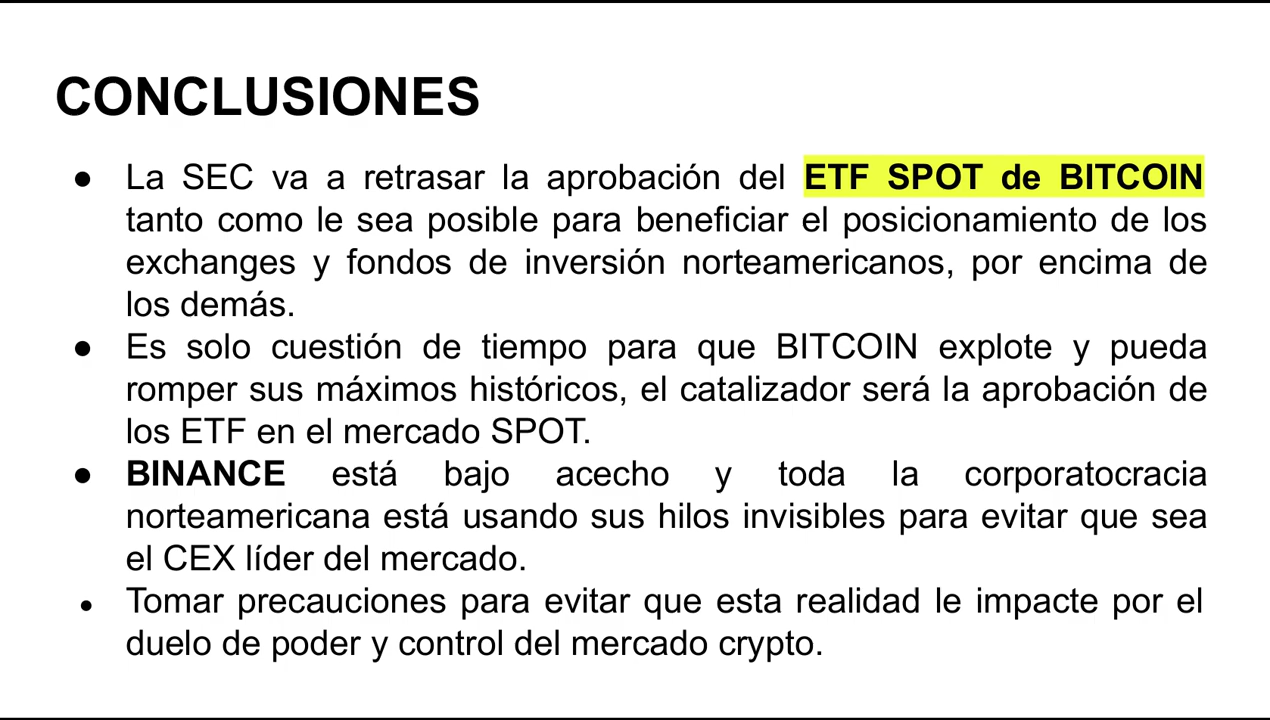 CONCLUSIONES
● La SEC va a retrasar la aprobación del ETF SPOT de BITCOIN
tanto como le sea posible para beneficiar el posicionamiento de los
exchanges y fondos de inversión norteamericanos, por encima de
los demás.
● Es solo cuestión de tiempo para que BITCOIN explote y pueda
romper sus máximos históricos, el catalizador será la aprobación de
los ETF en el mercado SPOT.
● BINANCE está bajo acecho y toda la corporatocracia
norteamericana está usando sus hilos invisibles para evitar que sea
el CEX líder del mercado.
● Tomar precauciones para evitar que esta realidad le impacte por el
duelo de poder y control del mercado crypto.